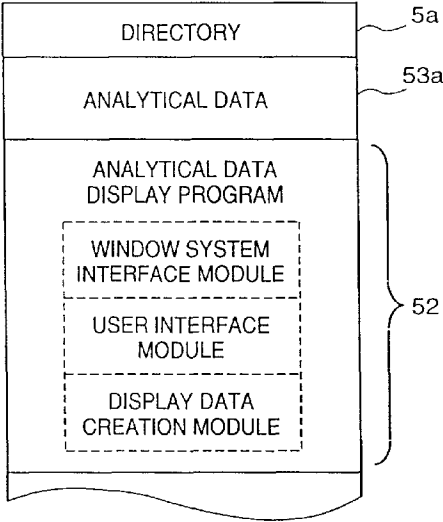 DIRECTORY
5a
ANALYTICAL DATA
53a
ANALYTICAL DATA
DISPLAY PROGRAM
WINDOW SYSTEM
INTERFACE MODULE
USER INTERFACE
MODULE
52
DISPLAY DATA
CREATION MODULE